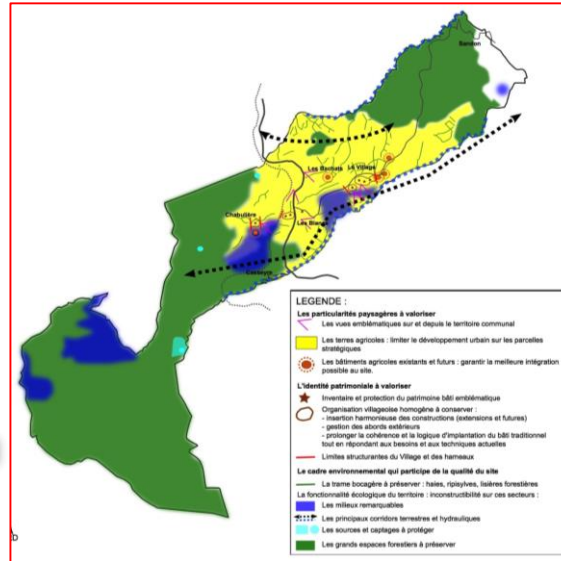 Sandon
Les Bachats
Le Village
Chabulière
Les Blancs
LEGENDE :
Les particularités paysagères à valoriser
Les vues emblématiques sur et depuis le territoire communal
Les terres agricoles : limiter le développement urbain sur les parcelles
stratégiques
Les bâtiments agricoles existants et futurs : garantir la meilleure intégration
possible au site.
L'identité patrimoniale à valoriser
Inventaire et protection du patrimoine bâti emblématique
Organisation villageoise homogène à conserver :
- insertion harmonieuse des constructions (extensions et futures)
- gestion des abords extérieurs
- prolonger la cohérence et la logique d'implantation du bâti traditionnel
tout en répondant aux besoins et aux techniques actuelles
Limites structurantes du Village et des hameaux
Le cadre environnemental qui participe de la qualité du site
La trame bocagère à préserver : haies, ripisylves, lisières forestières
La fonctionnalité écologique du territoire : inconstructibilité sur ces secteurs :
Les milieux remarquables
Les principaux corridors terrestres et hydrauliques
Les sources et captages à protéger
Les grands espaces forestiers à préserver